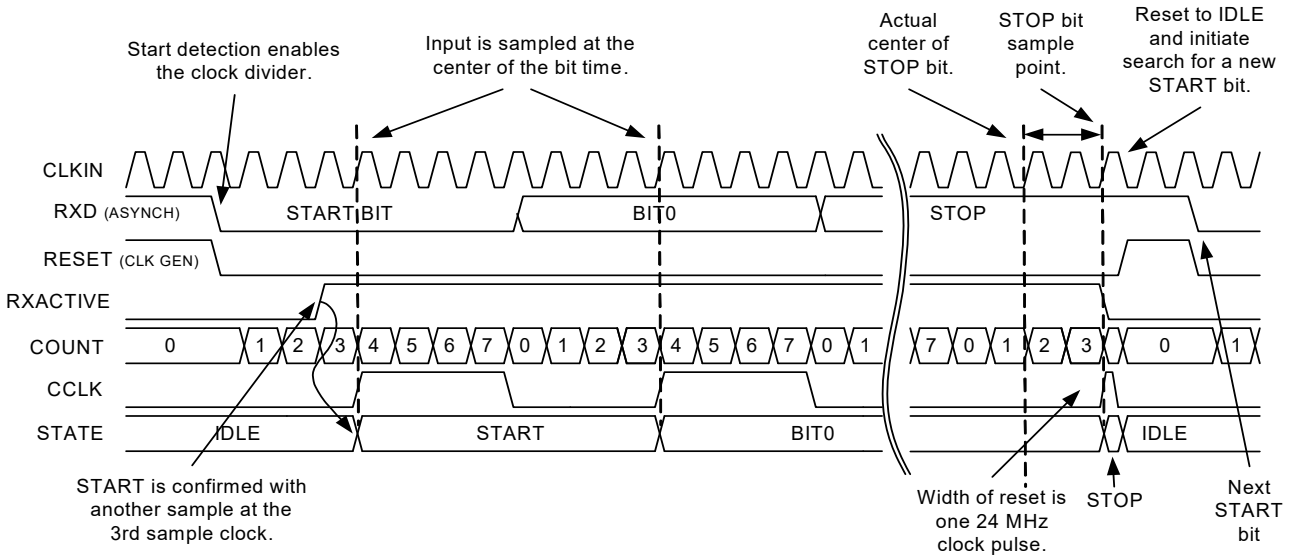 Start detection enables
the clock divider.
Input is sampled at the
center of the bit time.
Actual
center of
STOP bit.
STOP bit
sample
point.
Reset to IDLE
and initiate
search for a new
START bit.
CLKIN
RXD (ASYNCH)
START BIT
BIT0
STOP
RESET (CLK GEN)
RXACTIVE
COUNT
0 1 2 3 4 5 6 7 0 1 2 3 4 5 6 7 0 1 7 0 1 2 3 0 1
CCLK
STATE
IDLE
START
BIT0
IDLE
START is confirmed with
another sample at the
3rd sample clock.
Width of reset is
one 24 MHz
clock pulse.
STOP
Next
START
bit